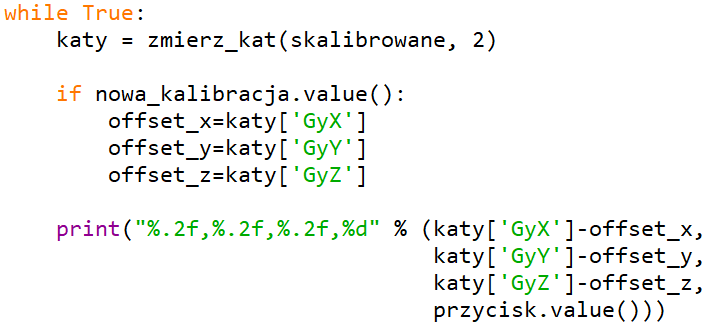 while True:
    katy = zmierz_kat(skalibrowane, 2)

    if nowa_kalibracja.value():
        offset_x=katy['GyX']
        offset_y=katy['GyY']
        offset_z=katy['GyZ']

    print("%.2f,%.2f,%.2f,%d" % (katy['GyX']-offset_x,
                                 katy['GyY']-offset_y,
                                 katy['GyZ']-offset_z,
                                 przycisk.value()))